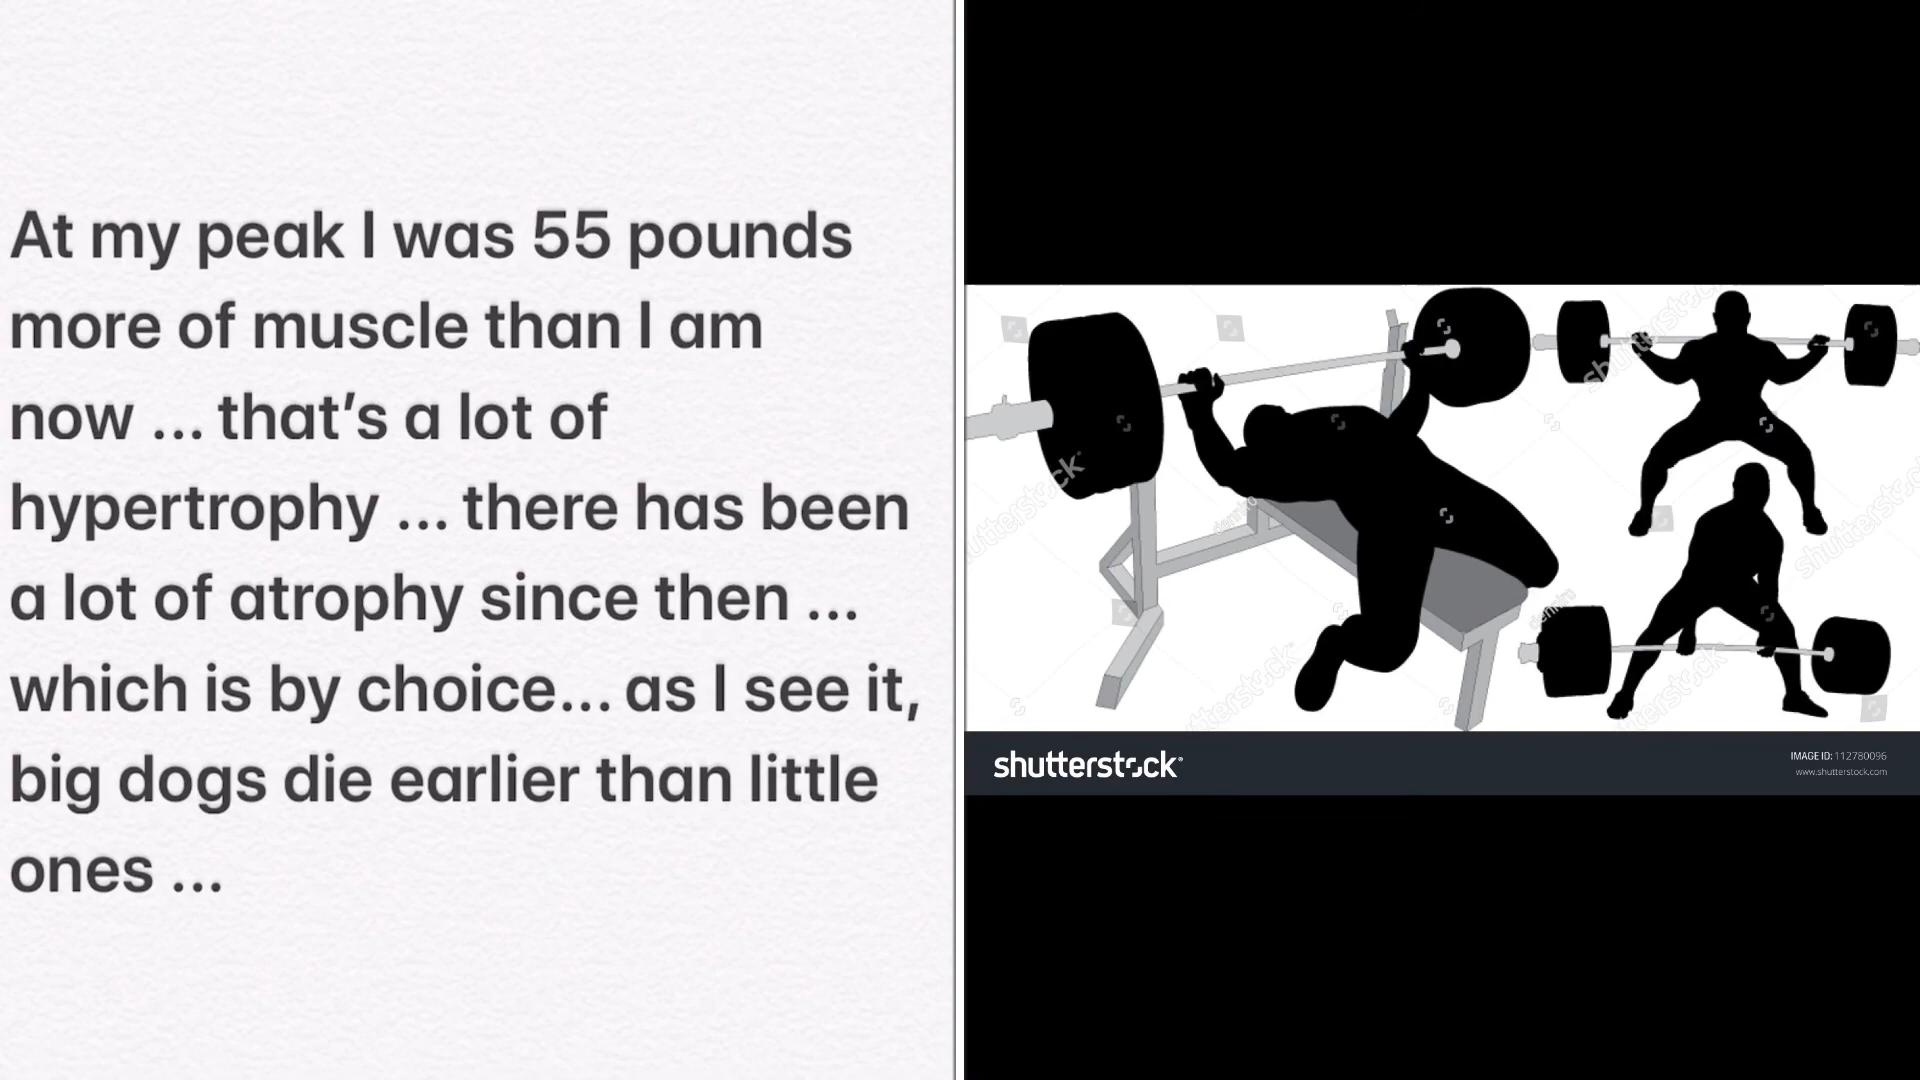 At my peak I was 55 pounds
more of muscle than I am
now ... that's a lot of
hypertrophy ... there has been
a lot of atrophy since then ...
which is by choice... as I see it,
big dogs die earlier than little
ones ...
shutterstock
IMAGE ID: 112780096
www.shutterstock.com